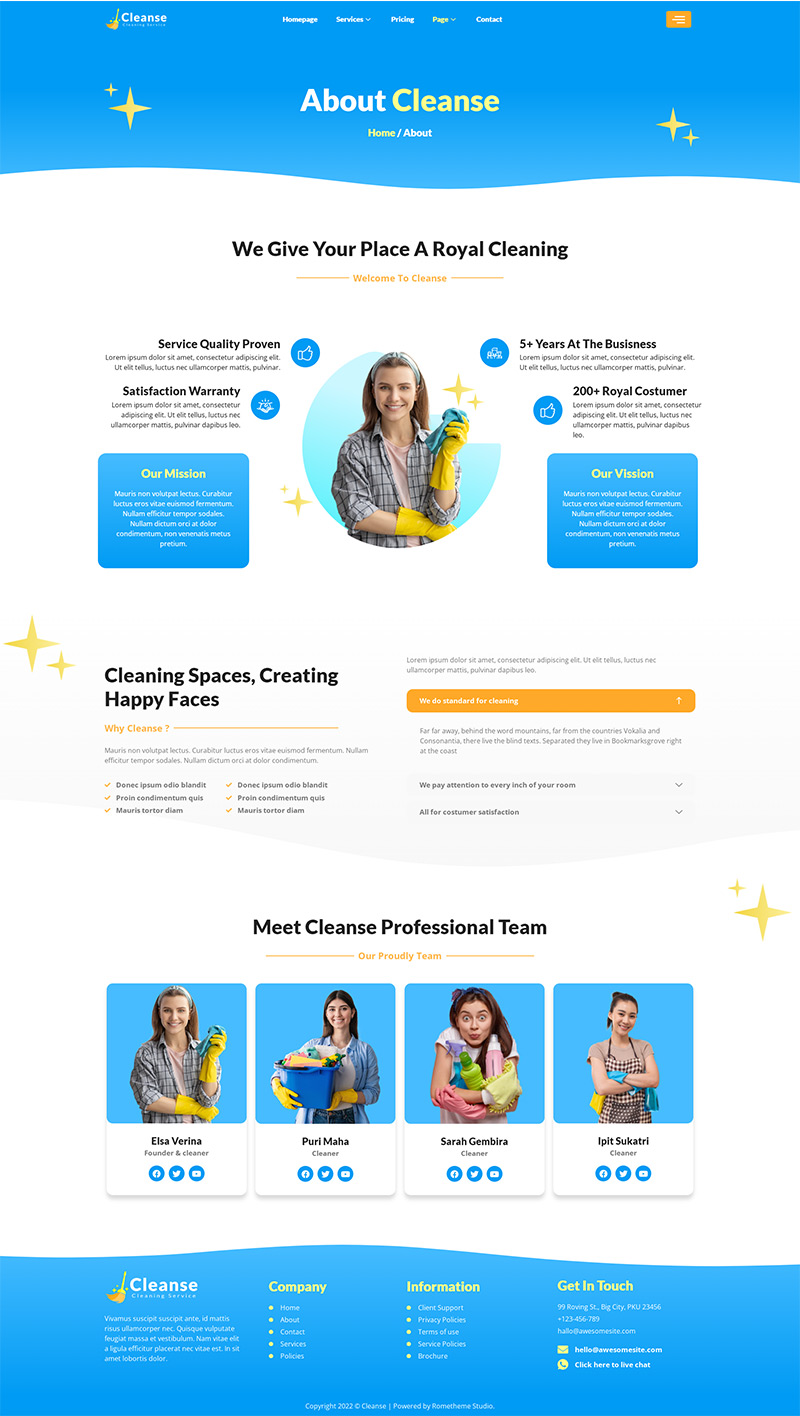 Cleanse
Cleaning Service
Homepage Services Pricing Page Contact
About Cleanse
Home / About
We Give Your Place A Royal Cleaning
Welcome To Cleanse
Service Quality Proven
Lorem ipsum dolor sit amet, consectetur adipiscing elit.
Ut elit tellus, luctus nec ullamcorper mattis, pulvinar.
Satisfaction Warranty
Lorem ipsum dolor sit amet, consectetur
adipiscing elit. Ut elit tellus, luctus nec
ullamcorper mattis, pulvinar dapibus leo.
5+ Years At The Busisness
Lorem ipsum dolor sit amet, consectetur adipiscing elit.
Ut elit tellus, luctus nec ullamcorper mattis, pulvinar.
200+ Royal Costumer
Lorem ipsum dolor sit amet, consectetur
adipiscing elit. Ut elit tellus, luctus nec
ullamcorper mattis, pulvinar dapibus
leo.
Our Mission
Mauris non volutpat lectus. Curabitur
luctus eros vitae euismod fermentum.
Nullam efficitur tempor sodales.
Nullam dictum orci at dolor
condimentum, non venenatis metus
pretium.
Our Vission
Mauris non volutpat lectus. Curabitur
luctus eros vitae euismod fermentum.
Nullam efficitur tempor sodales.
Nullam dictum orci at dolor
condimentum, non venenatis metus
pretium.
Cleaning Spaces, Creating
Happy Faces
Why Cleanse ?
Mauris non volutpat lectus. Curabitur luctus eros vitae euismod fermentum. Nullam
efficitur tempor sodales. Nullam dictum orci at dolor condimentum.
Donec ipsum odio blandit Donec ipsum odio blandit
Proin condimentum quis Proin condimentum quis
Mauris tortor diam Mauris tortor diam
Lorem ipsum dolor sit amet, consectetur adipiscing elit. Ut elit tellus, luctus nec
ullamcorper mattis, pulvinar dapibus leo.
We do standard for cleaning
Far far away, behind the word mountains, far from the countries Vokalia and
Consonantia, there live the blind texts. Separated they live in Bookmarksgrove right
at the coast
We pay attention to every inch of your room
All for costumer satisfaction
Meet Cleanse Professional Team
Our Proudly Team
Elsa Verina
Founder & cleaner
Puri Maha
Cleaner
Sarah Gembira
Cleaner
Ipit Sukatri
Cleaner
Cleanse
Cleaning Service
Vivamus suscipit suscipit ante, id mattis
risus ullamcorper nec. Quisque vulputate
feugiat massa et vestibulum. Nam vitae elit
a ligula efficitur placerat nec vitae est. In sit
amet lobortis dolor.
Company
Home
About
Contact
Services
Policies
Information
Client Support
Privacy Policies
Terms of use
Service Policies
Brochure
Get In Touch
99 Roving St., Big City, PKU 23456
+123-456-789
hallo@awesomesite.com
hello@awesomesite.com
Click here to live chat
Copyright 2022 © Cleanse | Powered by Rometheme Studio.